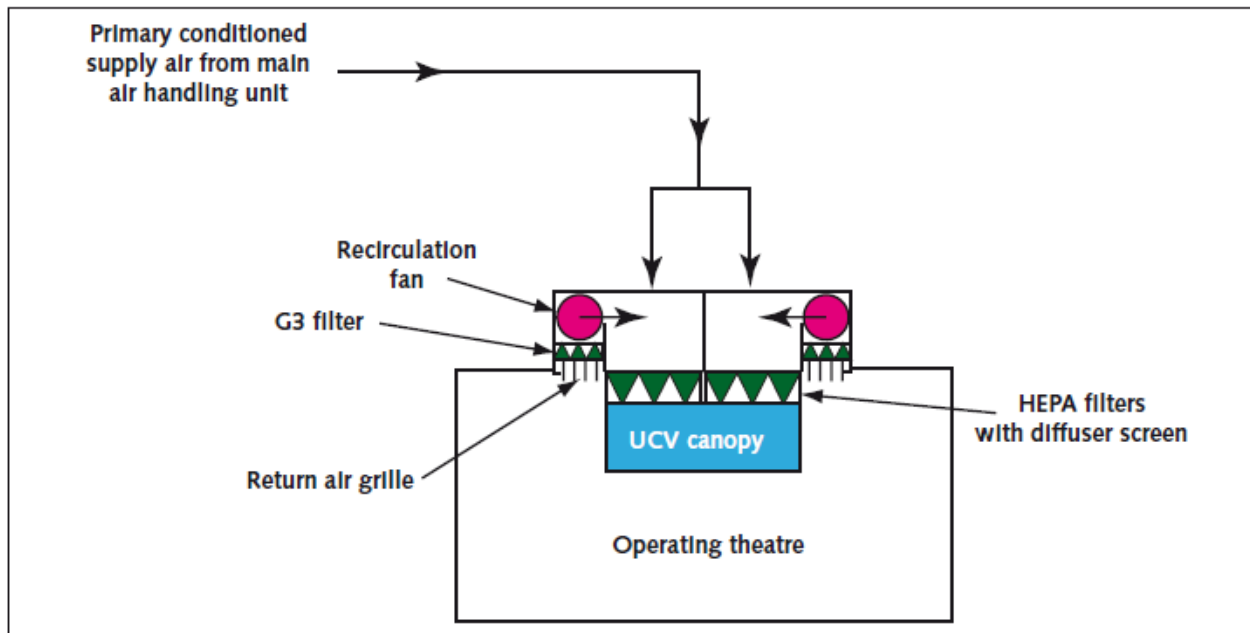 Primary conditioned
supply air from main
air handling unit
Recirculation
fan
G3 filter
HEPA filters
with diffuser screen
UCV canopy
Return air grille
Operating theatre